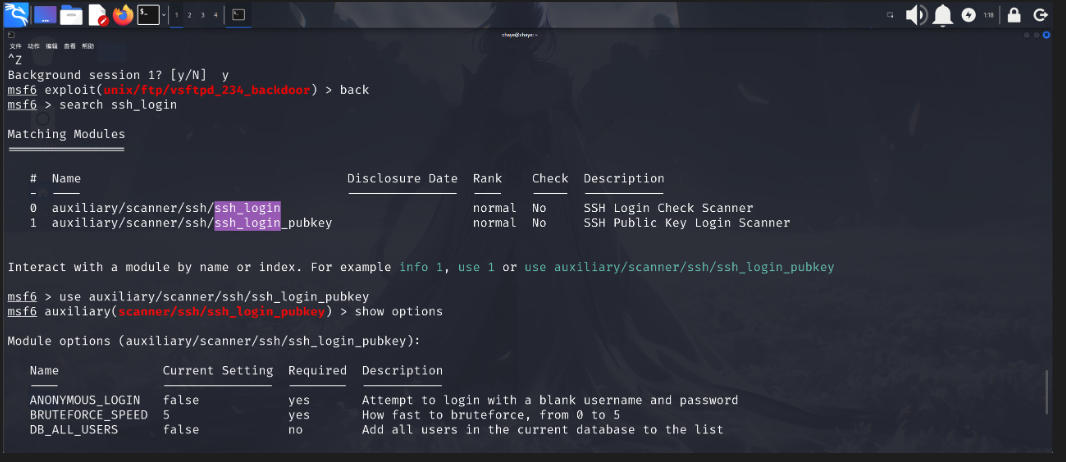 1 2 3 4 1:18
zhzyc@zhzyc: ~
文件 动作 编辑 查看 帮助
^Z
Background session 1? [y/N]  y
msf6 exploit(unix/ftp/vsftpd_234_backdoor) > back
msf6 > search ssh_login
Matching Modules
================
#  Name  Disclosure Date  Rank  Check  Description
-  ----  ---------------  ----  -----  -----------
0  auxiliary/scanner/ssh/ssh_login  normal  No  SSH Login Check Scanner
1  auxiliary/scanner/ssh/ssh_login_pubkey  normal  No  SSH Public Key Login Scanner
Interact with a module by name or index. For example info 1, use 1 or use auxiliary/scanner/ssh/ssh_login_pubkey
msf6 > use auxiliary/scanner/ssh/ssh_login_pubkey
msf6 auxiliary(scanner/ssh/ssh_login_pubkey) > show options
Module options (auxiliary/scanner/ssh/ssh_login_pubkey):
Name  Current Setting  Required  Description
----  ---------------  --------  -----------
ANONYMOUS_LOGIN  false  yes  Attempt to login with a blank username and password
BRUTEFORCE_SPEED  5  yes  How fast to bruteforce, from 0 to 5
DB_ALL_USERS  false  no  Add all users in the current database to the list